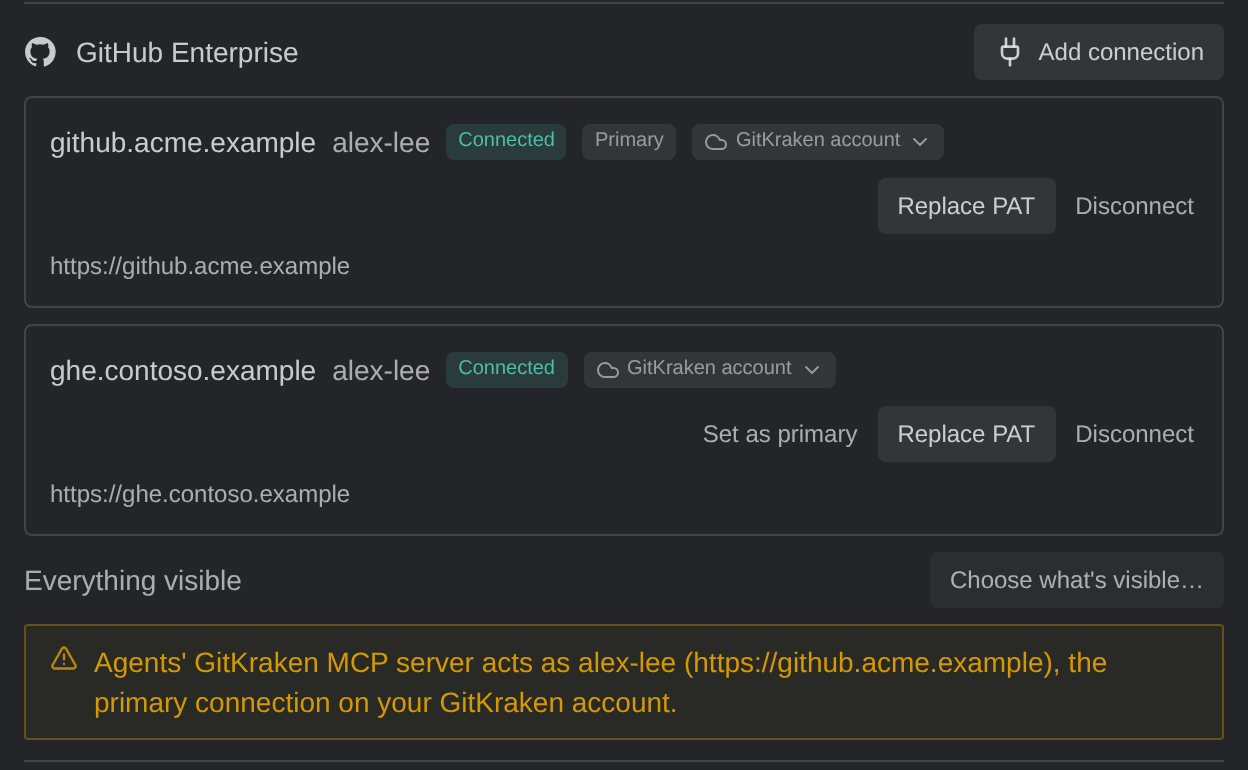 GitHub Enterprise
Add connection
github.acme.example alex-lee Connected Primary GitKraken account
Replace PAT Disconnect
https://github.acme.example
ghe.contoso.example alex-lee Connected GitKraken account
Set as primary Replace PAT Disconnect
https://ghe.contoso.example
Everything visible
Choose what's visible…
Agents' GitKraken MCP server acts as alex-lee (https://github.acme.example), the
primary connection on your GitKraken account.